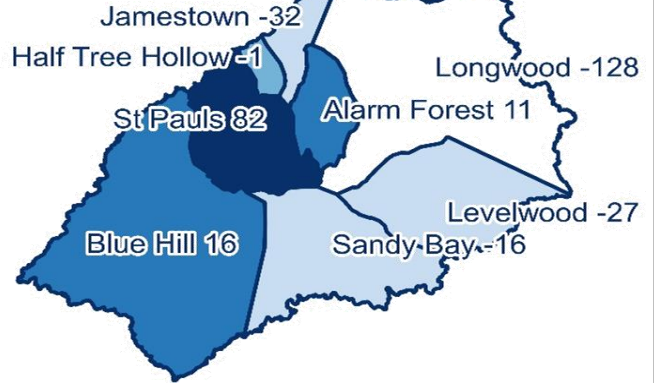 Jamestown -32
Half Tree Hollow -1
Longwood -128
St Pauls 82
Alarm Forest 11
Levelwood -27
Blue Hill 16
Sandy Bay -16